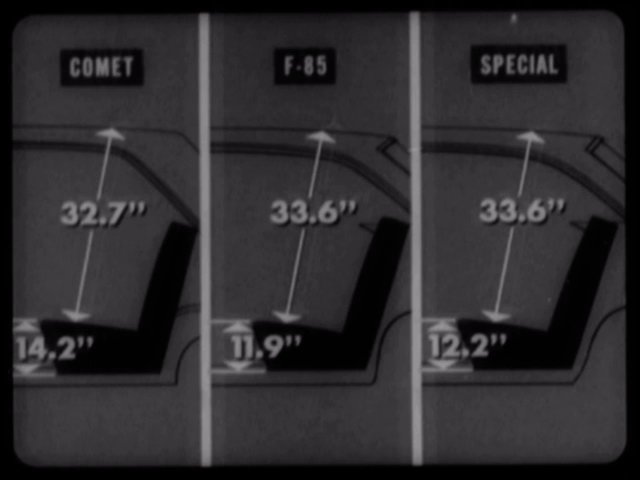 COMET
32.7”
14.2”
F-85
33.6”
11.9”
SPECIAL
33.6”
12.2”